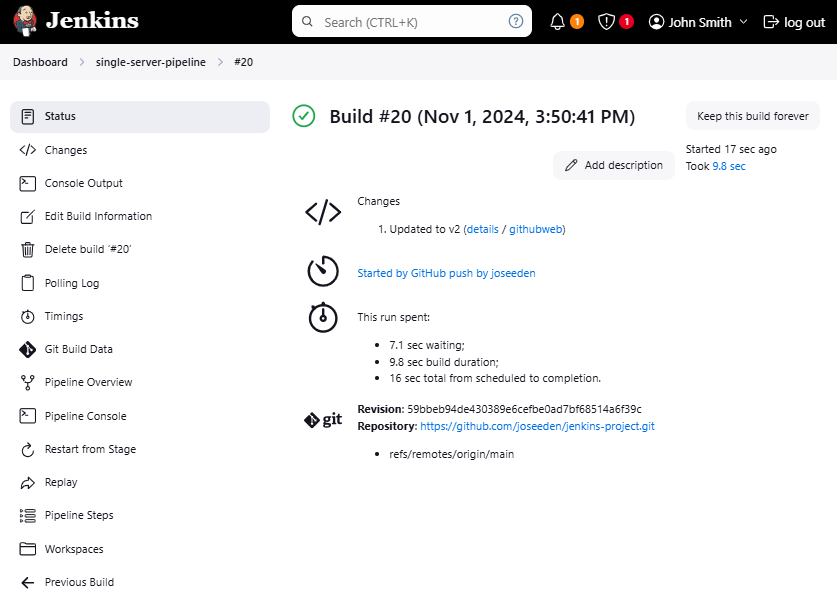 Jenkins
Search (CTRL+K)
?
1
1
John Smith
log out
Dashboard
single-server-pipeline
#20
Status
Changes
Console Output
Edit Build Information
Delete build ‘#20’
Polling Log
Timings
Git Build Data
Pipeline Overview
Pipeline Console
Restart from Stage
Replay
Pipeline Steps
Workspaces
Previous Build
Build #20 (Nov 1, 2024, 3:50:41 PM)
Keep this build forever
Add description
Started 17 sec ago
Took 9.8 sec
Changes
1. Updated to v2 (details / githubweb)
Started by GitHub push by joseeden
This run spent:
• 7.1 sec waiting;
• 9.8 sec build duration;
• 16 sec total from scheduled to completion.
git
Revision: 59bbeb94de430389e6cefbe0ad7bf68514a6f39c
Repository: https://github.com/joseeden/jenkins-project.git
• refs/remotes/origin/main